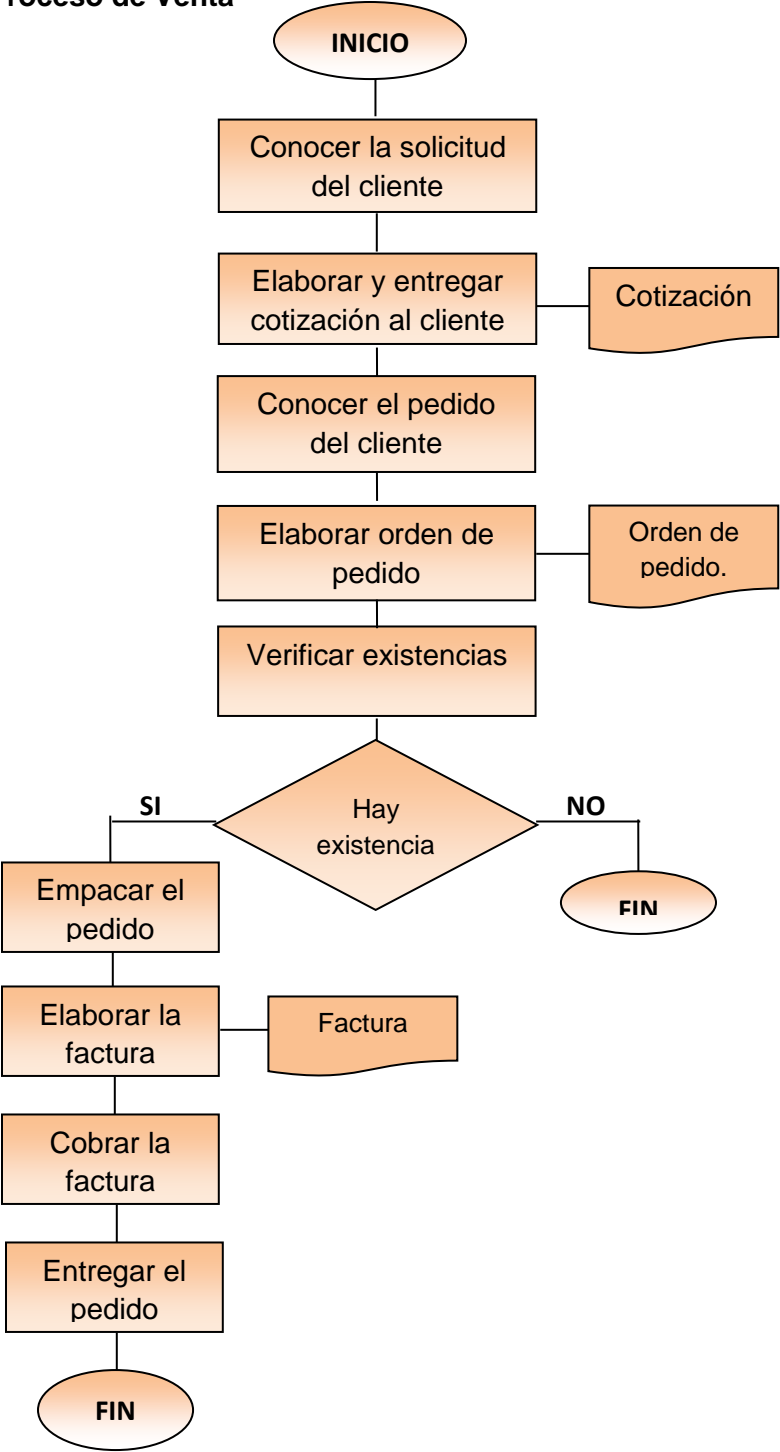 roceso de Venta
INICIO
Conocer la solicitud
del cliente
Elaborar y entregar
cotización al cliente
Cotización
Conocer el pedido
del cliente
Elaborar orden de
pedido
Orden de
pedido.
Verificar existencias
Hay
existencia
SI
NO
Empacar el
pedido
FIN
Elaborar la
factura
Factura
Cobrar la
factura
Entregar el
pedido
FIN